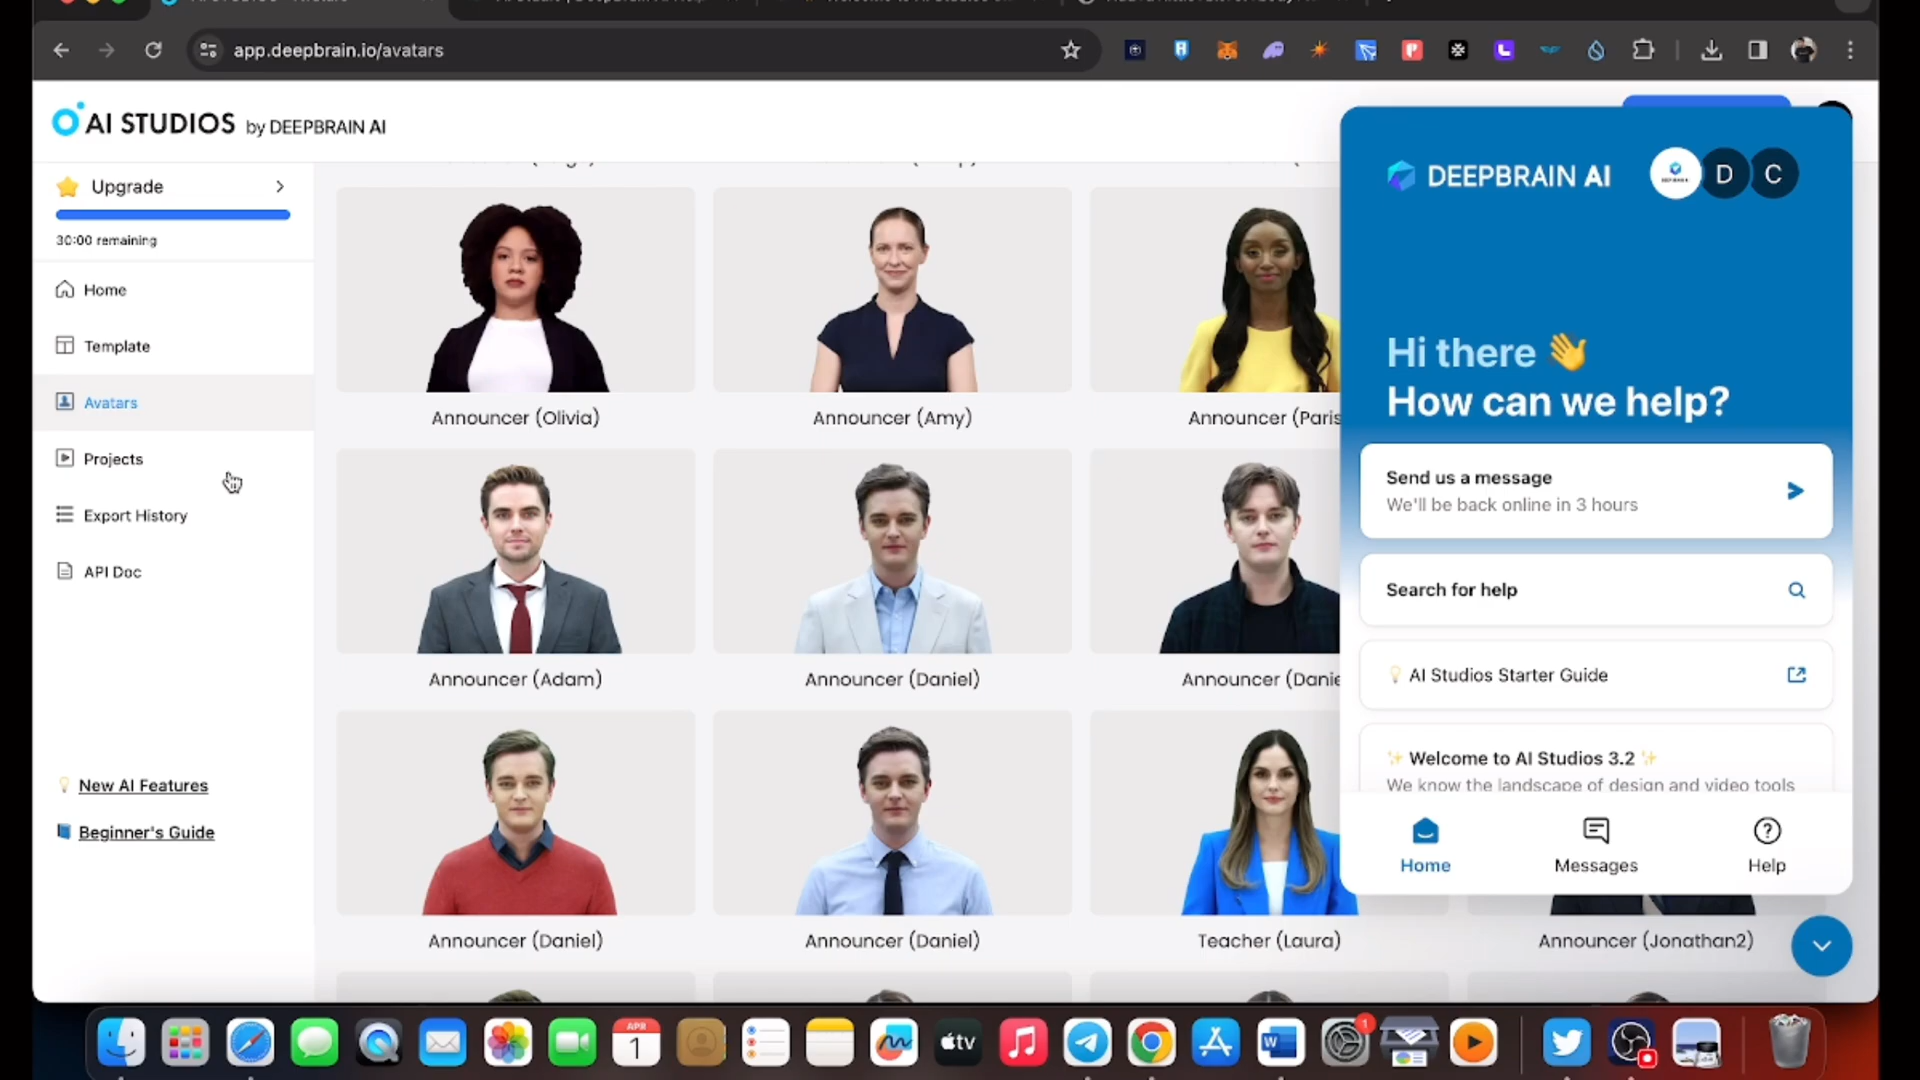 app.deepbrain.io/avatars
AI STUDIOS by DEEPBRAIN AI
Upgrade
30:00 remaining
Home
Template
Avatars
Projects
Export History
API Doc
New AI Features
Beginner's Guide
Announcer (Olivia)
Announcer (Amy)
Announcer (Paris
Announcer (Adam)
Announcer (Daniel)
Announcer (Danie
Announcer (Daniel)
Announcer (Daniel)
Teacher (Laura)
Announcer (Jonathan2)
DEEPBRAIN AI
D
C
Hi there 👋
How can we help?
Send us a message
We'll be back online in 3 hours
Search for help
AI Studios Starter Guide
✨ Welcome to AI Studios 3.2 ✨
We know the landscape of design and video tools
Home
Messages
Help
APR
1
tv
W
1